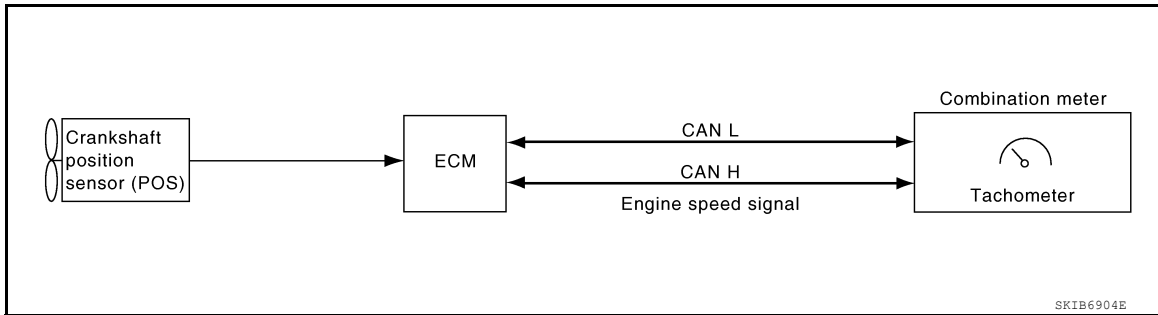 Crankshaft
position
sensor (POS)
ECM
CAN L
CAN H
Engine speed signal
Combination meter
Tachometer
SKIB6904E